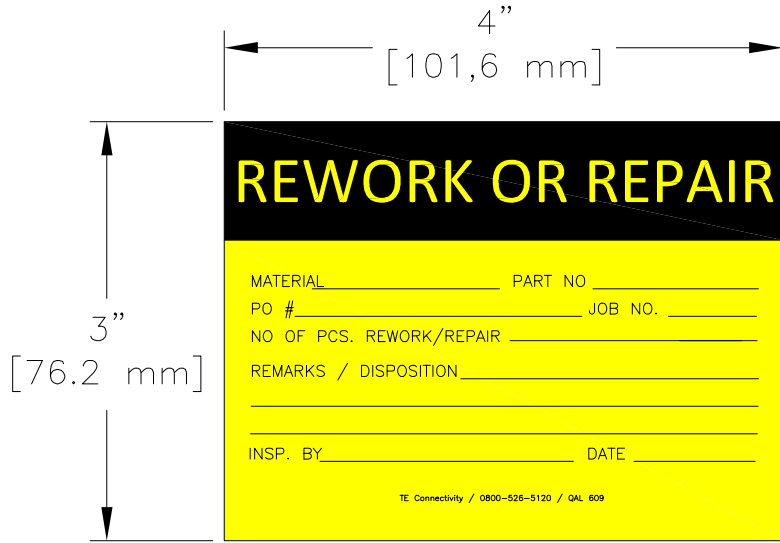 4”
[101,6 mm]
REWORK OR REPAIR
3”
[76.2 mm]
MATERIAL PART NO
PO # JOB NO.
NO OF PCS. REWORK/REPAIR
REMARKS / DISPOSITION
INSP. BY DATE
TE Connectivity / 0800-526-5120 / QAL 609